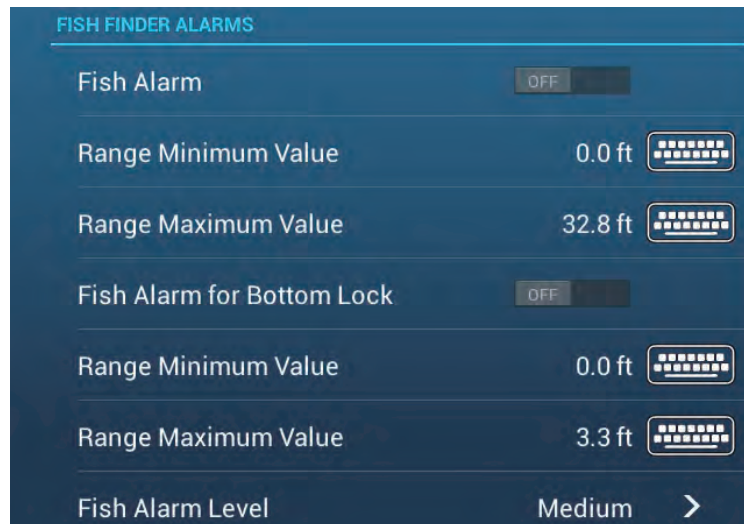 FISH FINDER ALARMS
Fish Alarm OFF
Range Minimum Value 0.0 ft
Range Maximum Value 32.8 ft
Fish Alarm for Bottom Lock OFF
Range Minimum Value 0.0 ft
Range Maximum Value 3.3 ft
Fish Alarm Level Medium